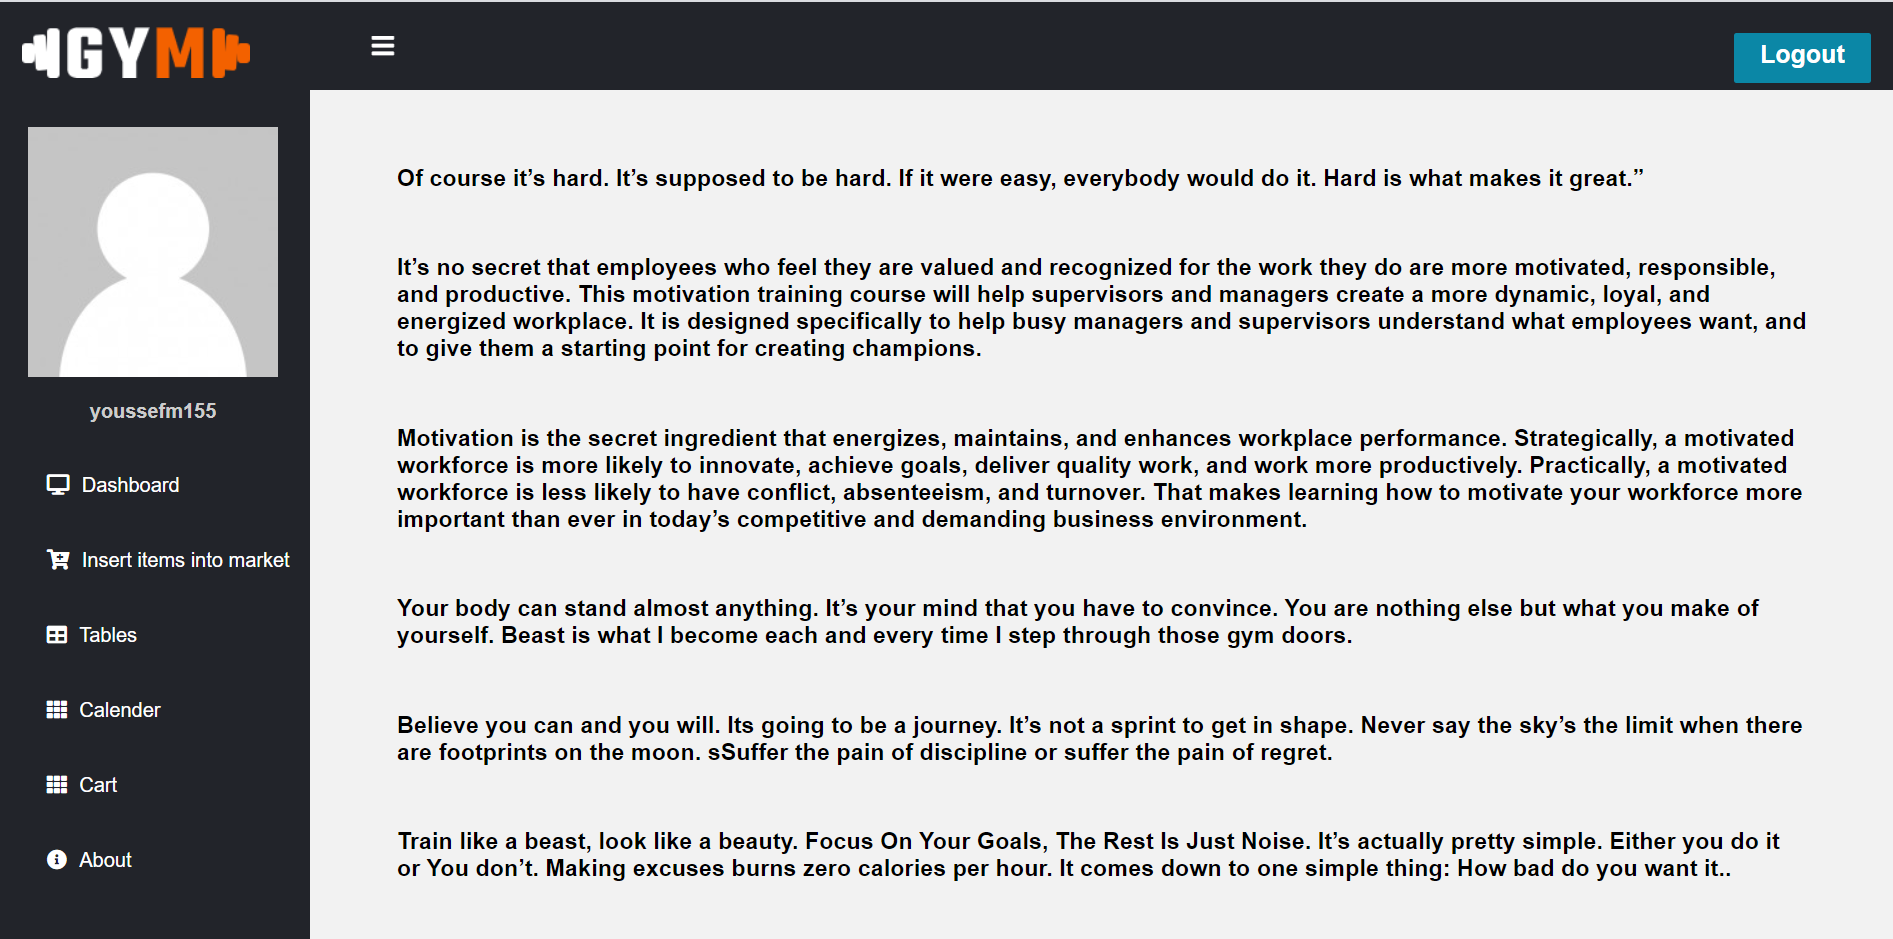 GYM
Logout
youssefm155
Dashboard
Insert items into market
Tables
Calender
Cart
About
Of course it’s hard. It’s supposed to be hard. If it were easy, everybody would do it. Hard is what makes it great.”
It’s no secret that employees who feel they are valued and recognized for the work they do are more motivated, responsible,
and productive. This motivation training course will help supervisors and managers create a more dynamic, loyal, and
energized workplace. It is designed specifically to help busy managers and supervisors understand what employees want, and
to give them a starting point for creating champions.
Motivation is the secret ingredient that energizes, maintains, and enhances workplace performance. Strategically, a motivated
workforce is more likely to innovate, achieve goals, deliver quality work, and work more productively. Practically, a motivated
workforce is less likely to have conflict, absenteeism, and turnover. That makes learning how to motivate your workforce more
important than ever in today’s competitive and demanding business environment.
Your body can stand almost anything. It’s your mind that you have to convince. You are nothing else but what you make of
yourself. Beast is what I become each and every time I step through those gym doors.
Believe you can and you will. Its going to be a journey. It’s not a sprint to get in shape. Never say the sky’s the limit when there
are footprints on the moon. sSuffer the pain of discipline or suffer the pain of regret.
Train like a beast, look like a beauty. Focus On Your Goals, The Rest Is Just Noise. It’s actually pretty simple. Either you do it
or You don’t. Making excuses burns zero calories per hour. It comes down to one simple thing: How bad do you want it..